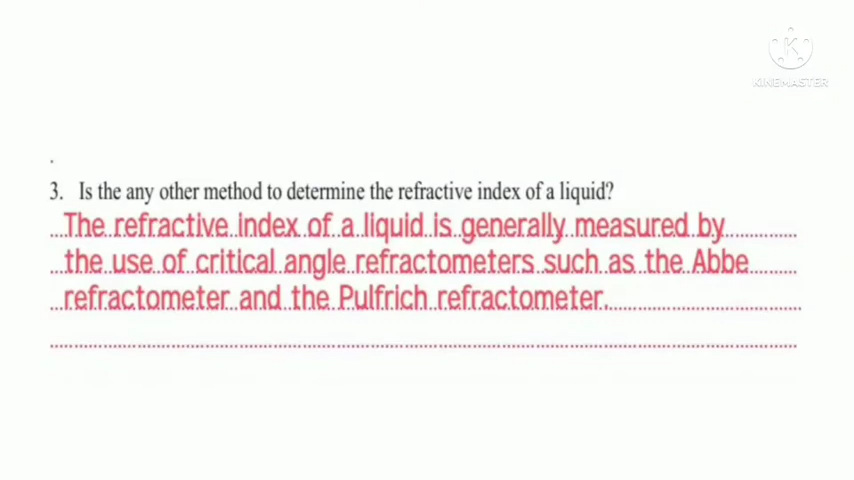 KINEMASTER
3. Is the any other method to determine the refractive index of a liquid?
The refractive index of a liquid is generally measured by
the use of critical angle refractometers such as the Abbe
refractometer and the Pulfrich refractometer.